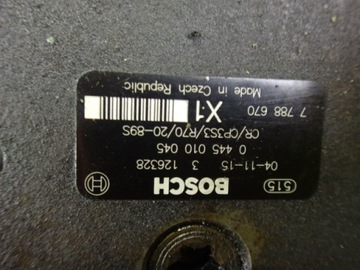 515 BOSCH
04-11-15 3 126328
0 445 010 045
CR/CP3S3/R70/20-89S
X1
7 788 670
Made in Czech Republic